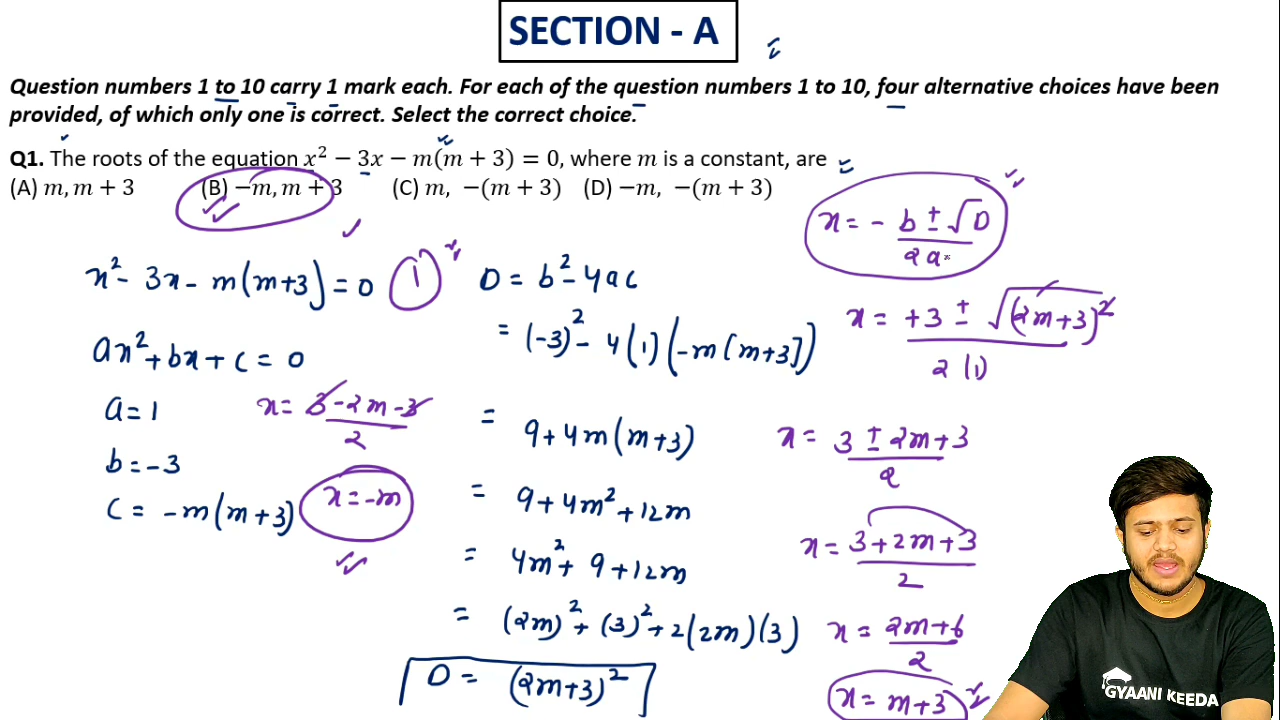 SECTION - A
Question numbers 1 to 10 carry 1 mark each. For each of the question numbers 1 to 10, four alternative choices have been
provided, of which only one is correct. Select the correct choice.
Q1. The roots of the equation x² − 3x − m(m + 3) = 0, where m is a constant, are
(A) m, m + 3 (B) −m, m + 3 (C) m, −(m + 3) (D) −m, −(m + 3)
x² - 3x - m(m+3) = 0 ①
ax² + bx + c = 0
a = 1
b = -3
c = -m(m+3)
x = 3 - 2m - 3 / 2
x = -m
D = b² - 4ac
= (-3)² - 4(1)(-m(m+3))
= 9 + 4m(m+3)
= 9 + 4m² + 12m
= 4m² + 9 + 12m
= (2m)² + (3)² + 2(2m)(3)
D = (2m+3)²
x = - b ± √D / 2a
x = +3 ± √(2m+3)² / 2(1)
x = 3 ± 2m+3 / 2
x = 3 + 2m + 3 / 2
x = 2m+6 / 2
x = m+3
GYAANI KEEDA